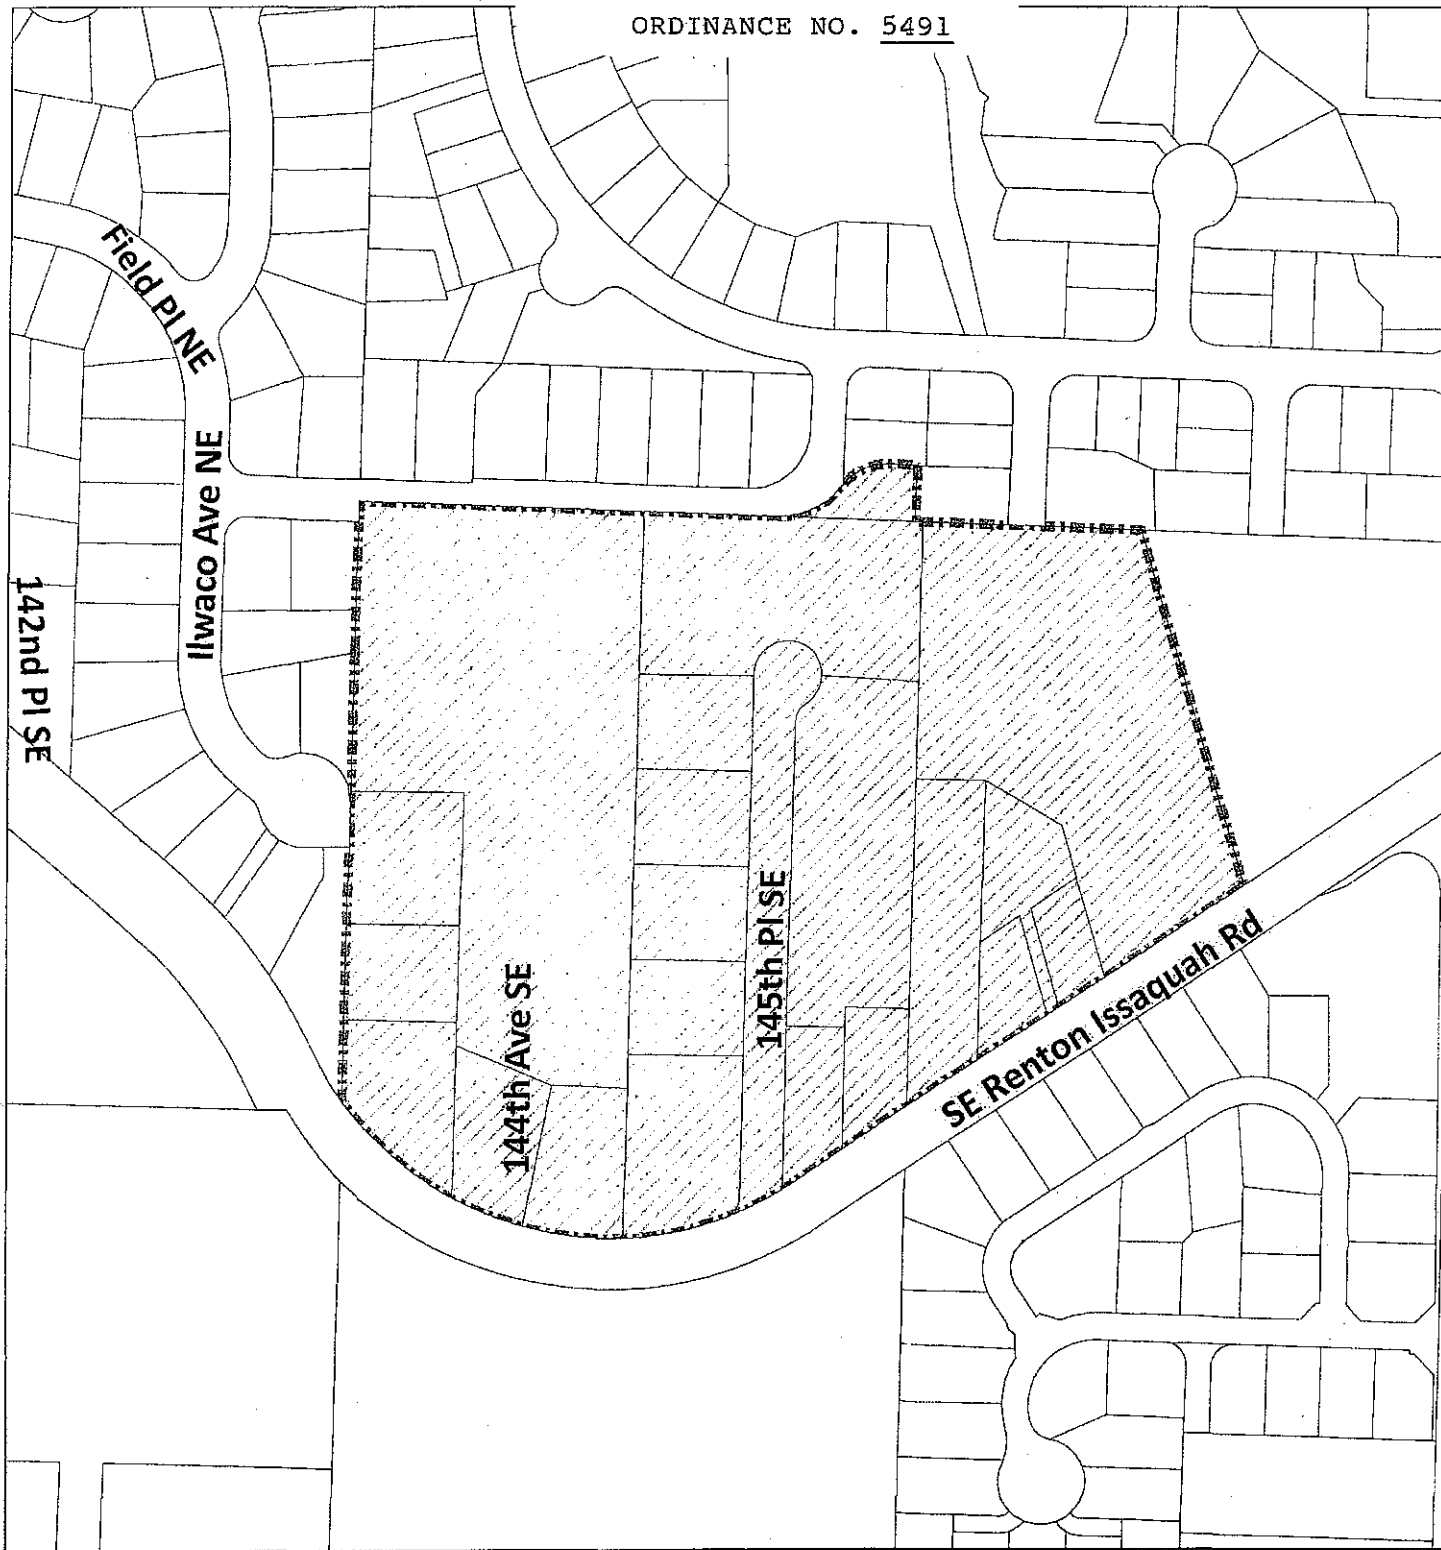 ORDINANCE NO. 5491
Field Pl NE
Ilwaco Ave NE
142nd Pl SE
144th Ave SE
145th Pl SE
SE Renton Issaquah Rd